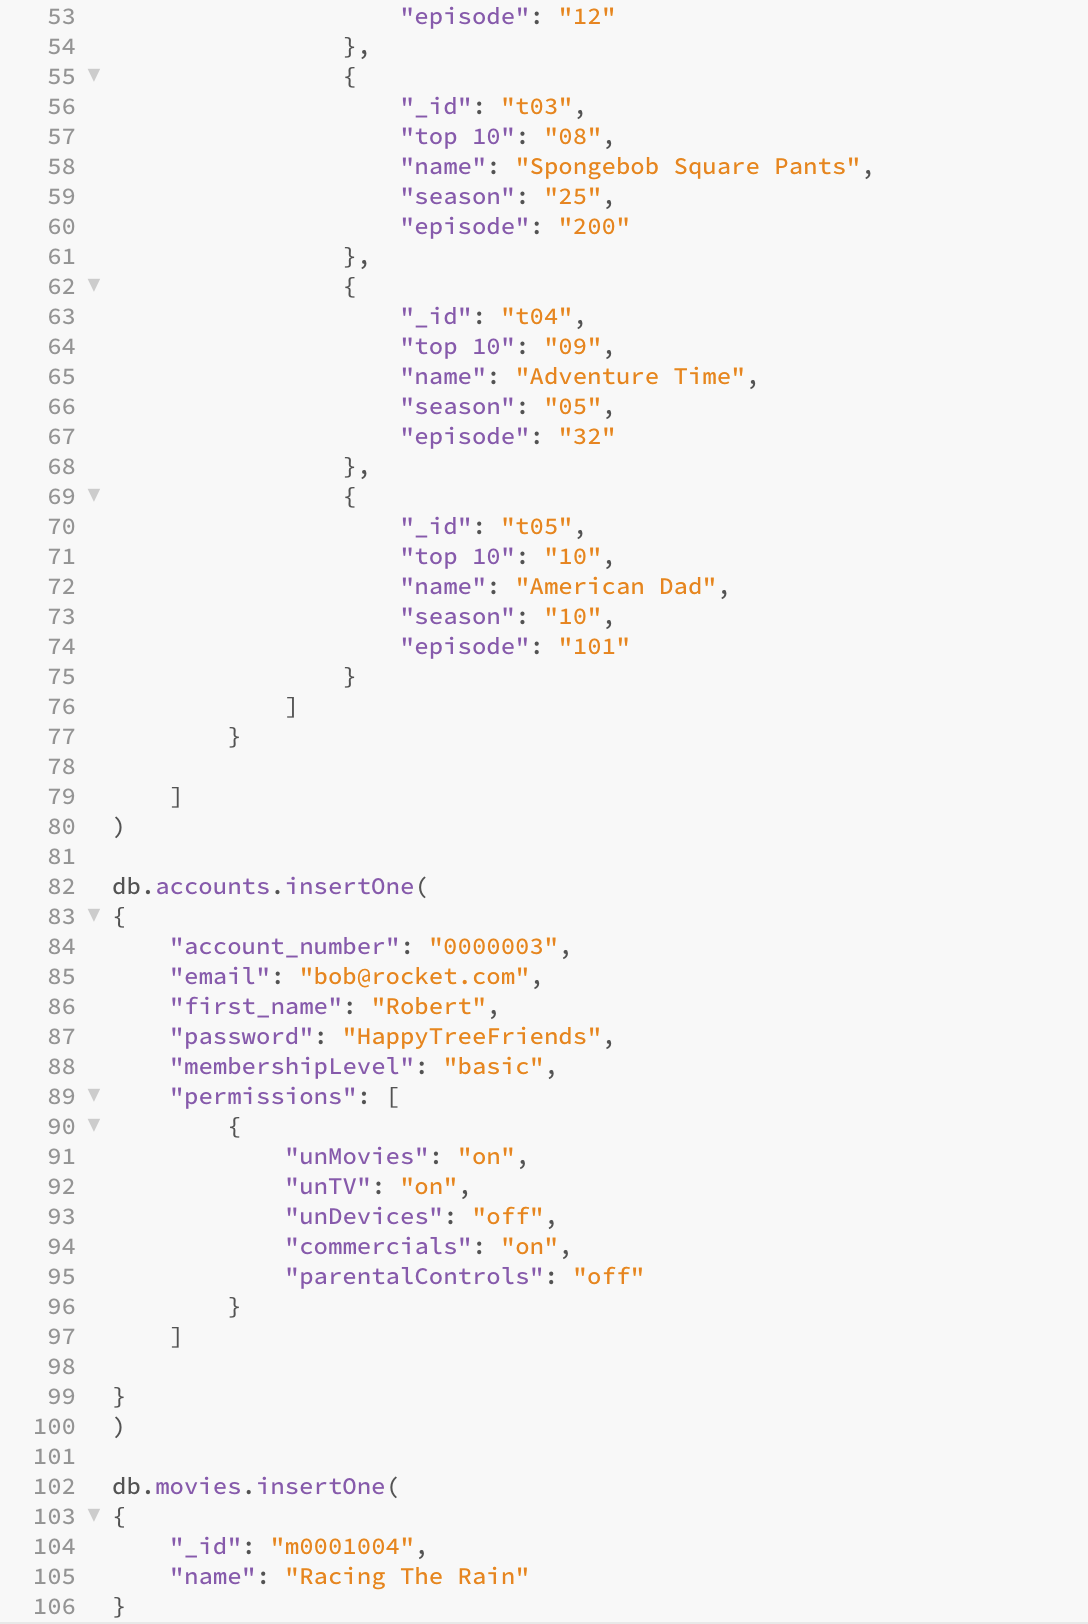 53 "episode": "12"
54 },
55 {
56 "_id": "t03",
57 "top 10": "08",
58 "name": "Spongebob Square Pants",
59 "season": "25",
60 "episode": "200"
61 },
62 {
63 "_id": "t04",
64 "top 10": "09",
65 "name": "Adventure Time",
66 "season": "05",
67 "episode": "32"
68 },
69 {
70 "_id": "t05",
71 "top 10": "10",
72 "name": "American Dad",
73 "season": "10",
74 "episode": "101"
75 }
76 ]
77 }
78
79 ]
80 )
81
82 db.accounts.insertOne(
83 {
84 "account_number": "0000003",
85 "email": "bob@rocket.com",
86 "first_name": "Robert",
87 "password": "HappyTreeFriends",
88 "membershipLevel": "basic",
89 "permissions": [
90 {
91 "unMovies": "on",
92 "unTV": "on",
93 "unDevices": "off",
94 "commercials": "on",
95 "parentalControls": "off"
96 }
97 ]
98
99 }
100 )
101
102 db.movies.insertOne(
103 {
104 "_id": "m0001004",
105 "name": "Racing The Rain"
106 }